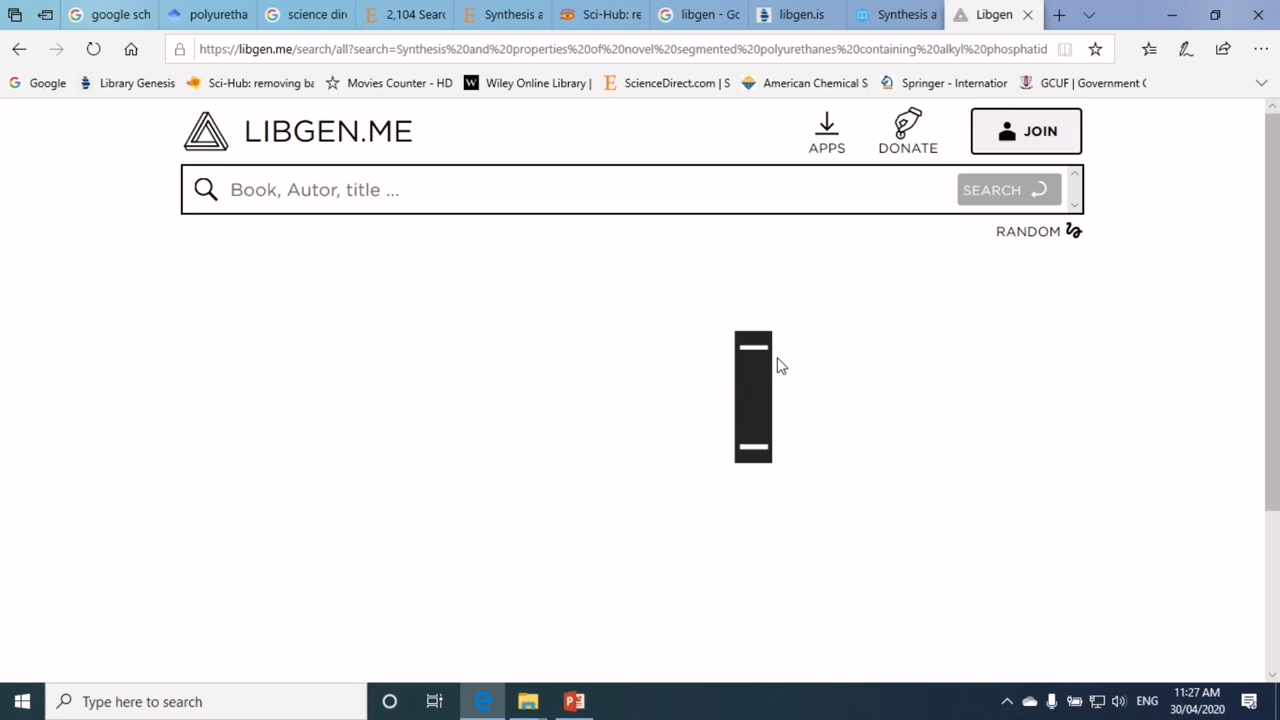 google sch
polyuretha
science dire
2,104 Searc
Synthesis a
Sci-Hub: re
libgen - Go
libgen.is
Synthesis a
Libgen
https://libgen.me/search/all?search=Synthesis%20and%20properties%20of%20novel%20segmented%20polyurethanes%20containing%20alkyl%20phosphatid
Google
Library Genesis
Sci-Hub: removing ba
Movies Counter - HD
Wiley Online Library |
ScienceDirect.com | S
American Chemical S
Springer - Internatior
GCUF | Government C
LIBGEN.ME
APPS
DONATE
JOIN
Book, Autor, title ...
SEARCH
RANDOM
Type here to search
ENG
11:27 AM
30/04/2020